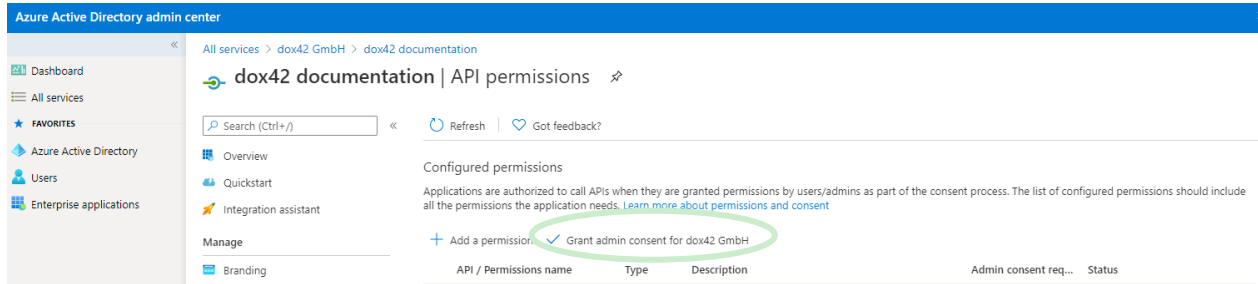 Azure Active Directory admin center
«
Dashboard
All services
FAVORITES
Azure Active Directory
Users
Enterprise applications
All services > dox42 GmbH > dox42 documentation
dox42 documentation | API permissions
Search (Ctrl+/)
«
Overview
Quickstart
Integration assistant
Manage
Branding
Refresh
Got feedback?
Configured permissions
Applications are authorized to call APIs when they are granted permissions by users/admins as part of the consent process. The list of configured permissions should include
all the permissions the application needs. Learn more about permissions and consent
Add a permission
Grant admin consent for dox42 GmbH
API / Permissions name Type Description Admin consent req... Status